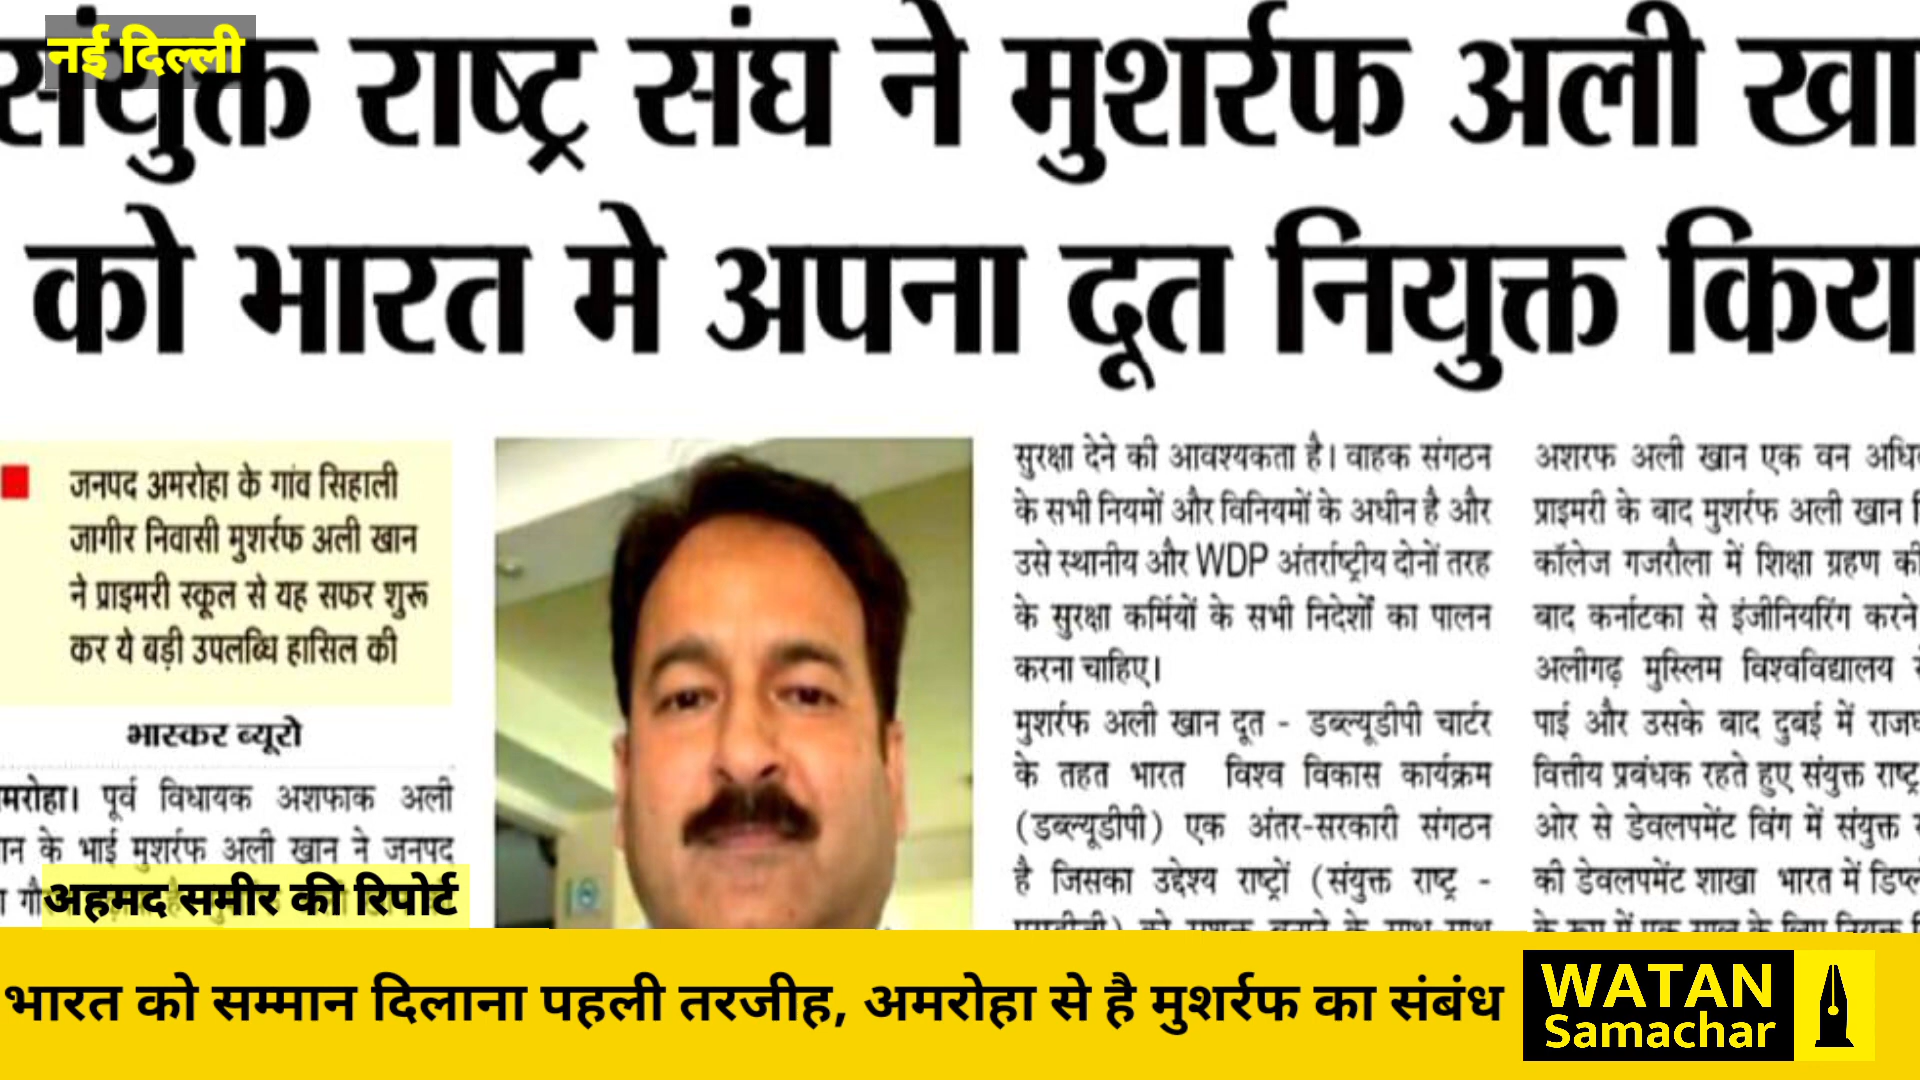 नई दिल्ली
संयुक्त राष्ट्र संघ ने मुशर्रफ अली खा
को भारत मे अपना दूत नियुक्त किय
जनपद अमरोहा के गांव सिहाली
जागीर निवासी मुशर्रफ अली खान
ने प्राइमरी स्कूल से यह सफर शुरू
कर ये बड़ी उपलब्धि हासिल की
भास्कर ब्यूरो
मरोहा। पूर्व विधायक अशफाक अली
ान के भाई मुशर्रफ अली खान ने जनपद
अहमद समीर की रिपोर्ट
सुरक्षा देने की आवश्यकता है। वाहक संगठन
के सभी नियमों और विनियमों के अधीन है और
उसे स्थानीय और WDP अंतर्राष्ट्रीय दोनों तरह
के सुरक्षा कर्मियों के सभी निदेर्शों का पालन
करना चाहिए।
मुशर्रफ अली खान दूत - डब्ल्यूडीपी चार्टर
के तहत भारत विश्व विकास कार्यक्रम
(डब्ल्यूडीपी) एक अंतर-सरकारी संगठन
है जिसका उद्देश्य राष्ट्रों (संयुक्त राष्ट्र -
अशरफ अली खान एक वन अधि
प्राइमरी के बाद मुशर्रफ अली खान
कॉलेज गजरौला में शिक्षा ग्रहण की
बाद कर्नाटका से इंजीनियरिंग करने
अलीगढ़ मुस्लिम विश्वविद्यालय
पाई और उसके बाद दुबई में
वित्तीय प्रबंधक रहते हुए संयुक्त राष्ट्र
ओर से डेवलपमेंट विंग में संयुक्त
की डेवलपमेंट शाखा भारत में
भारत को सम्मान दिलाना पहली तरजीह, अमरोहा से है मुशर्रफ का संबंध
WATAN
Samachar